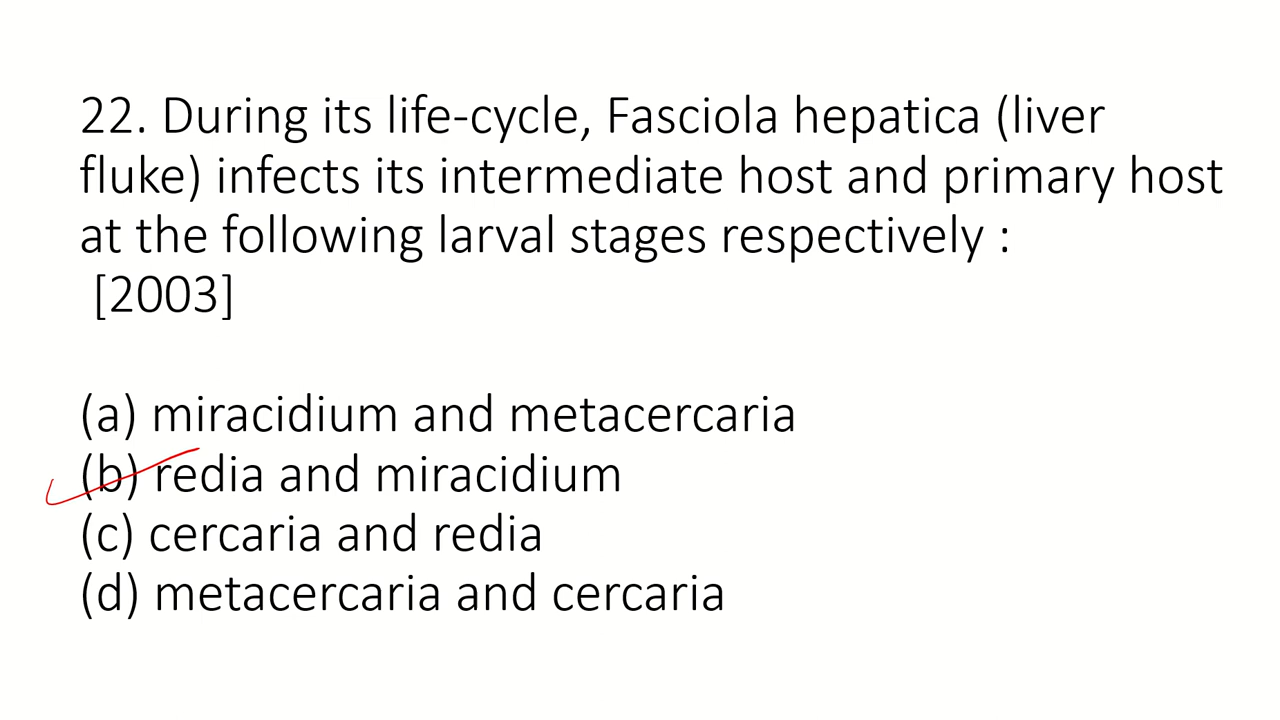 22. During its life-cycle, Fasciola hepatica (liver
fluke) infects its intermediate host and primary host
at the following larval stages respectively :
[2003]
(a) miracidium and metacercaria
(b) redia and miracidium
(c) cercaria and redia
(d) metacercaria and cercaria